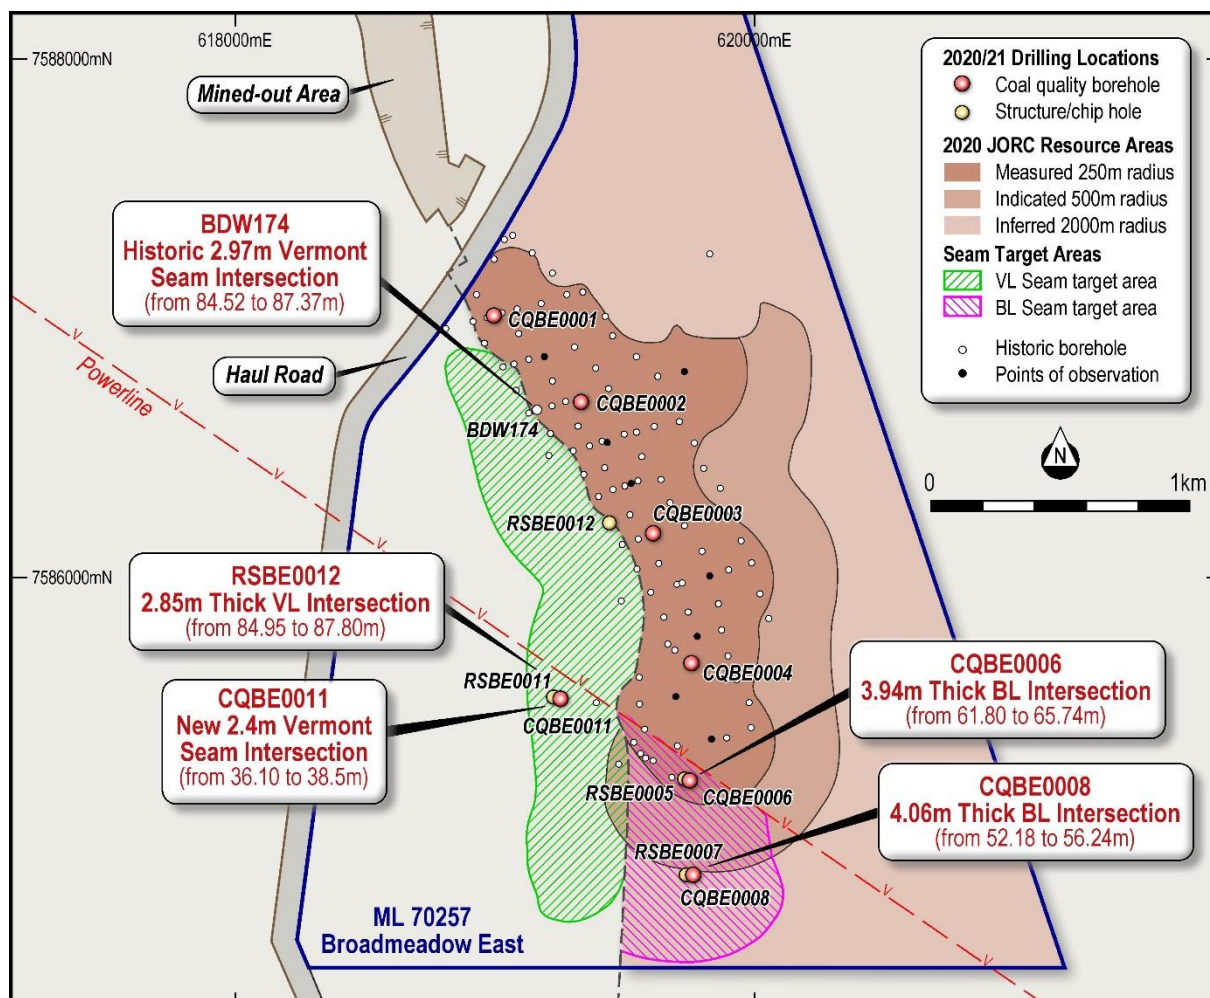 618000mE
620000mE
7588000mN
7586000mN
Mined-out Area
2020/21 Drilling Locations
Coal quality borehole
Structure/chip hole
2020 JORC Resource Areas
Measured 250m radius
Indicated 500m radius
Inferred 2000m radius
Seam Target Areas
VL Seam target area
BL Seam target area
Historic borehole
Points of observation
N
0
1km
BDW174
Historic 2.97m Vermont
Seam Intersection
(from 84.52 to 87.37m)
Powerline
Haul Road
CQBE0001
CQBE0002
BDW174
CQBE0003
RSBE0012
RSBE0012
2.85m Thick VL Intersection
(from 84.95 to 87.80m)
CQBE0011
New 2.4m Vermont
Seam Intersection
(from 36.10 to 38.5m)
RSBE0011
CQBE0011
CQBE0004
CQBE0006
3.94m Thick BL Intersection
(from 61.80 to 65.74m)
RSBE0005
CQBE0006
CQBE0008
4.06m Thick BL Intersection
(from 52.18 to 56.24m)
RSBE0007
CQBE0008
ML 70257
Broadmeadow East
V
V
V
V
V
V
V
V
V
V